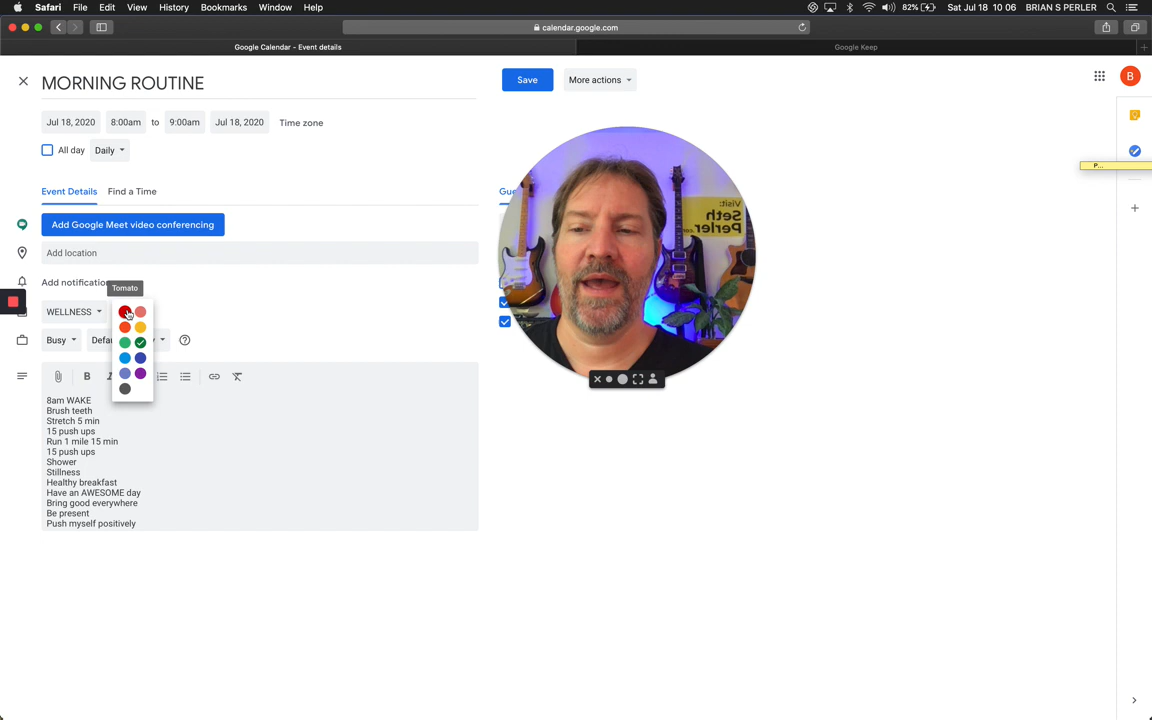 Safari File Edit View History Bookmarks Window Help 82% Sat Jul 18 10 06 BRIAN S PERLER
calendar.google.com
Google Calendar - Event details Google Keep
MORNING ROUTINE Save More actions B
Jul 18, 2020 8:00am to 9:00am Jul 18, 2020 Time zone
All day Daily
P...
Event Details Find a Time Gue
Visit:
Seth
Perler.com
Add Google Meet video conferencing
Add location
Add notification
Tomato
WELLNESS
Busy Defau
B I
8am WAKE
Brush teeth
Stretch 5 min
15 push ups
Run 1 mile 15 min
15 push ups
Shower
Stillness
Healthy breakfast
Have an AWESOME day
Bring good everywhere
Be present
Push myself positively